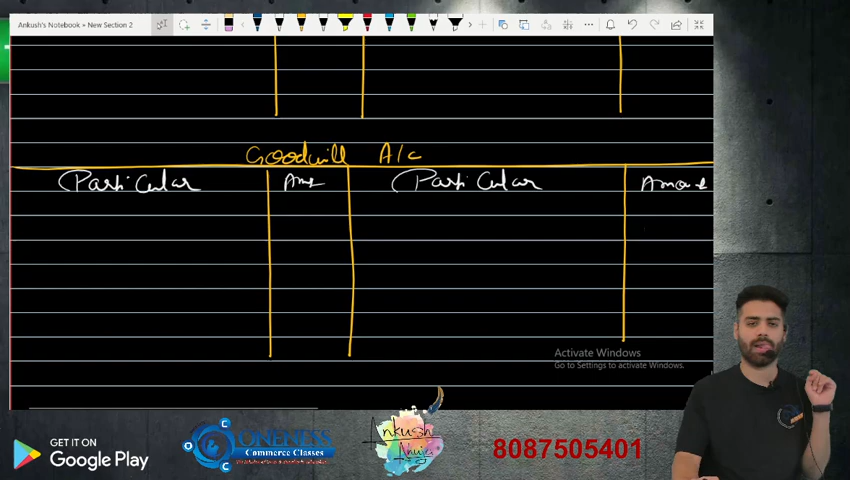 Ankush's Notebook » New Section 2
Goodwill A/c
Particular Amt Particular Amount
Activate Windows
Go to Settings to activate Windows.
GET IT ON
Google Play
ONENESS
Commerce Classes
Ankush
8087505401